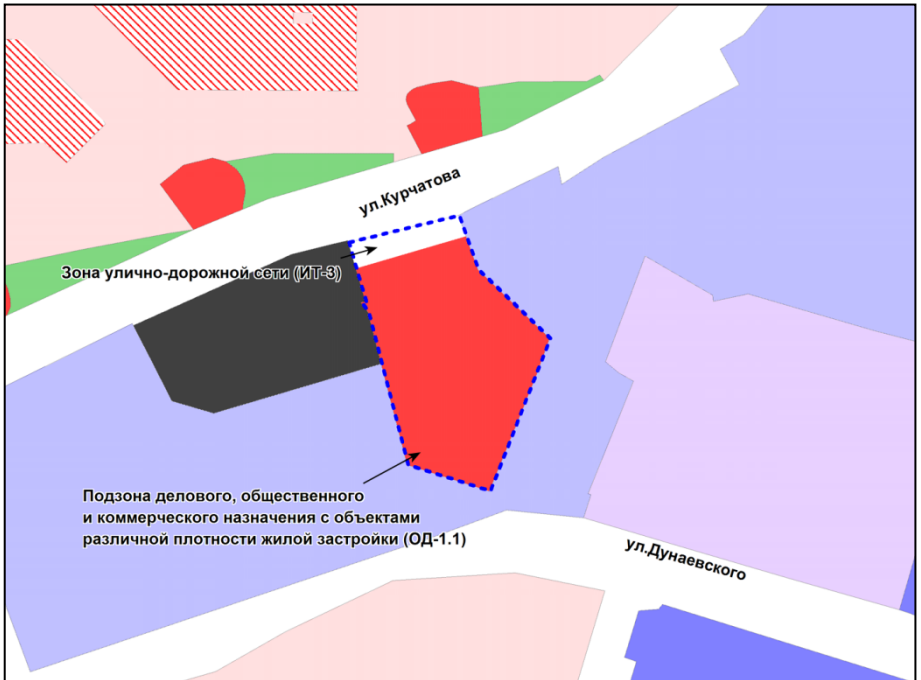 ул.Курчатова
Зона улично-дорожной сети (ИТ-3)
Подзона делового, общественного
и коммерческого назначения с объектами
различной плотности жилой застройки (ОД-1.1)
ул.Дунаевского